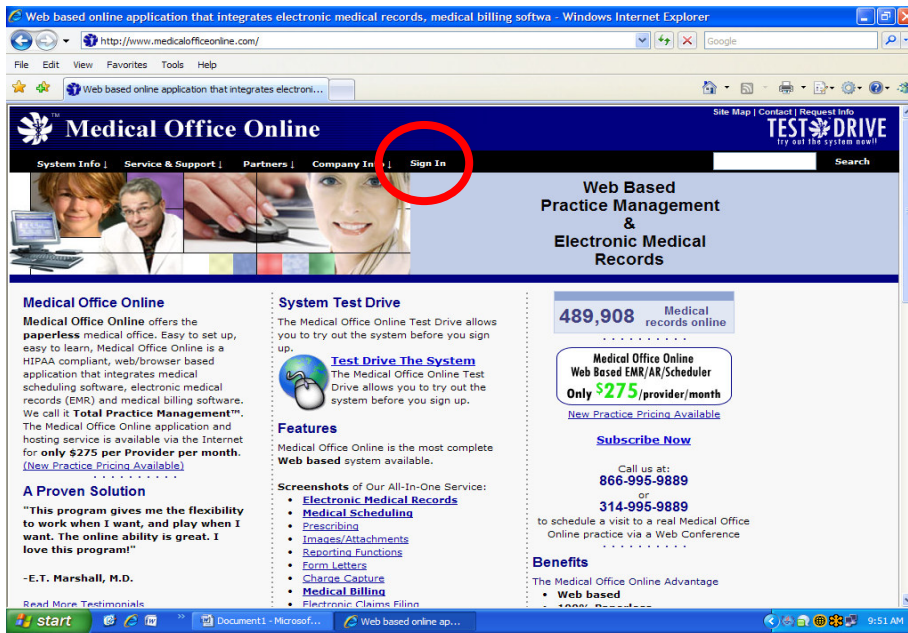 Web based online application that integrates electronic medical records, medical billing softwa - Windows Internet Explorer
http://www.medicalofficeonline.com/
Google
File Edit View Favorites Tools Help
Web based online application that integrates electroni...
Site Map | Contact | Request Info
TM
Medical Office Online
TEST DRIVE
try out the system now!!
System Info ↓ Service & Support ↓ Partners ↓ Company Info ↓ Sign In
Search
Web Based
Practice Management
&
Electronic Medical
Records
Medical Office Online
Medical Office Online offers the
paperless medical office. Easy to set up,
easy to learn, Medical Office Online is a
HIPAA compliant, web/browser based
application that integrates medical
scheduling software, electronic medical
records (EMR) and medical billing software.
We call it Total Practice Management™.
The Medical Office Online application and
hosting service is available via the Internet
for only $275 per Provider per month.
(New Practice Pricing Available)
A Proven Solution
"This program gives me the flexibility
to work when I want, and play when I
want. The online ability is great. I
love this program!"
-E.T. Marshall, M.D.
Read More Testimonials
System Test Drive
The Medical Office Online Test Drive allows
you to try out the system before you sign
up.
Test Drive The System
The Medical Office Online Test
Drive allows you to try out the
system before you sign up.
Features
Medical Office Online is the most complete
Web based system available.
Screenshots of Our All-In-One Service:
• Electronic Medical Records
• Medical Scheduling
• Prescribing
• Images/Attachments
• Reporting Functions
• Form Letters
• Charge Capture
• Medical Billing
• Electronic Claims Filing
489,908 Medical
records online
Medical Office Online
Web Based EMR/AR/Scheduler
Only $275/provider/month
New Practice Pricing Available
Subscribe Now
Call us at:
866-995-9889
or
314-995-9889
to schedule a visit to a real Medical Office
Online practice via a Web Conference
Benefits
The Medical Office Online Advantage
• Web based
• 100% Paperless
start
Document1 - Microsof...
Web based online ap...
9:51 AM